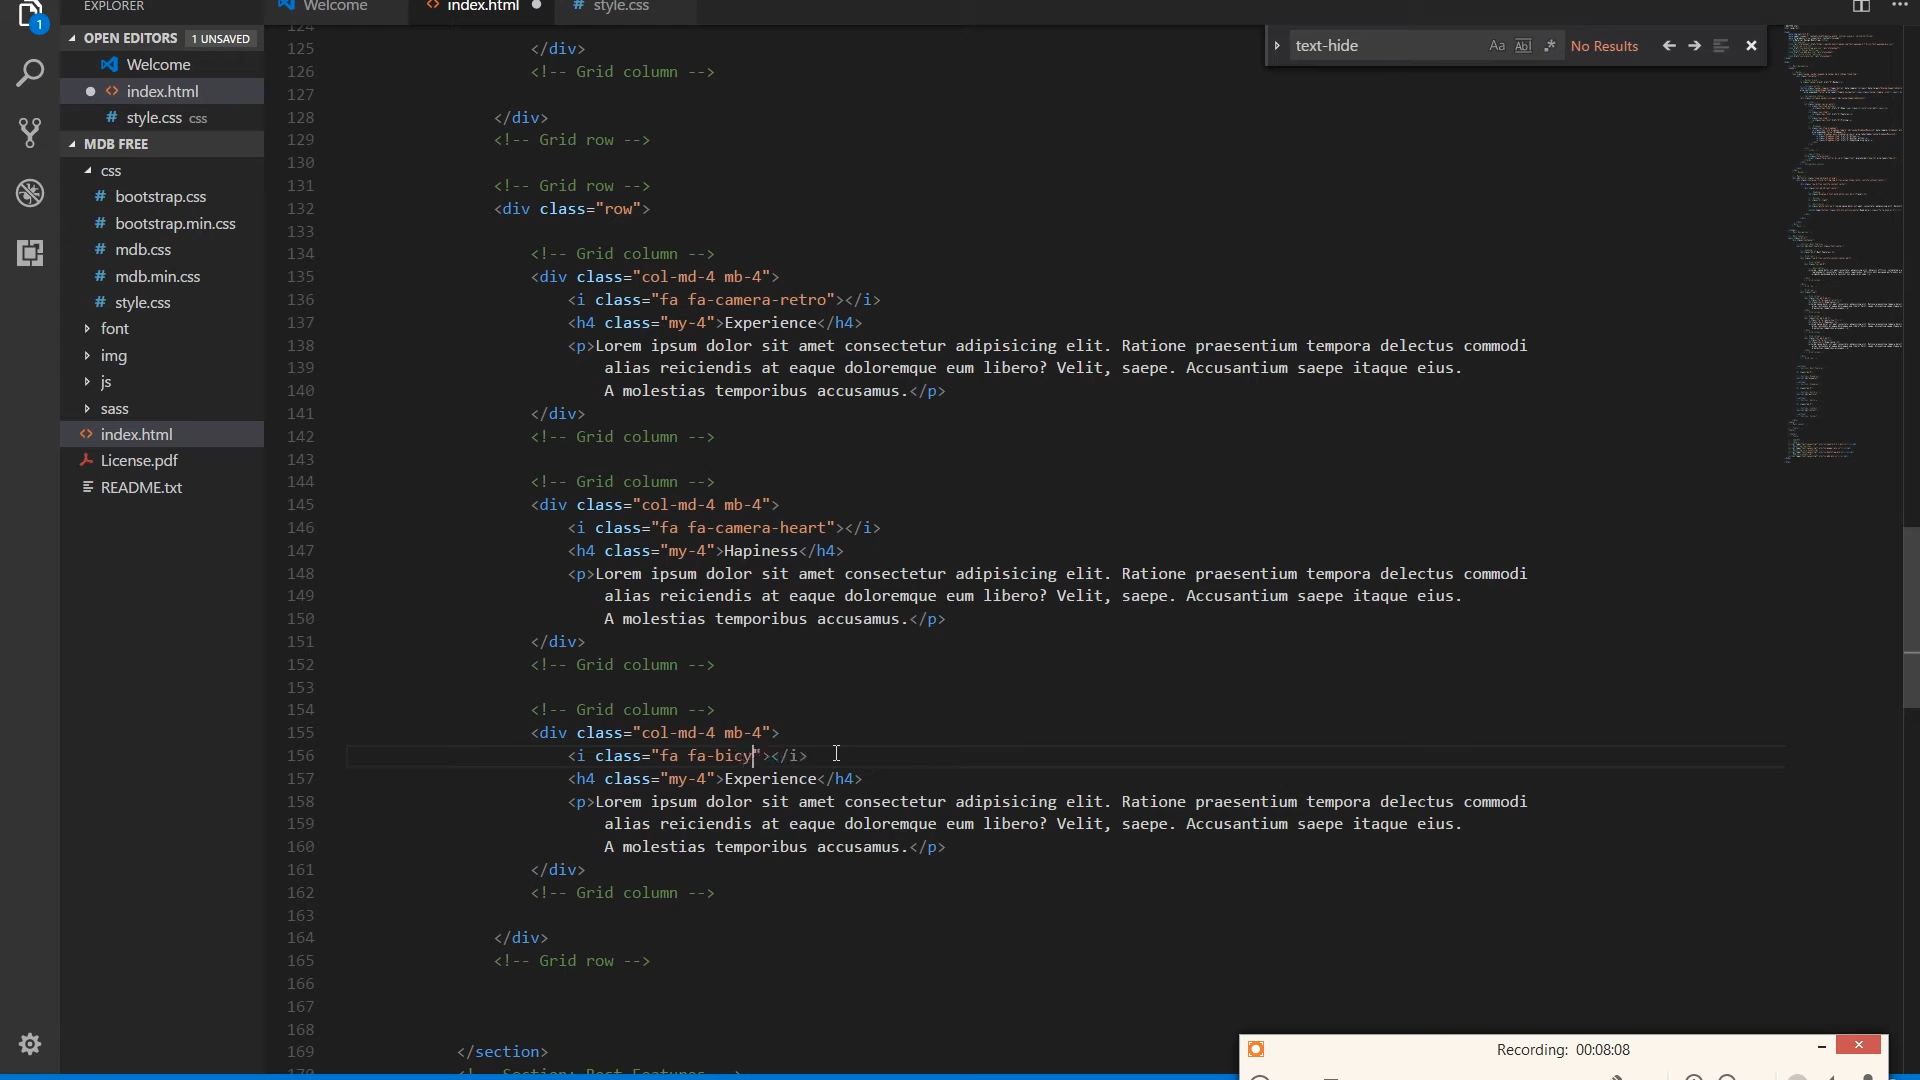 EXPLORER
Welcome
index.html
style.css
OPEN EDITORS 1 UNSAVED
text-hide
Aa Abl .* No Results
1
Welcome
index.html
style.css css
MDB FREE
css
bootstrap.css
bootstrap.min.css
mdb.css
mdb.min.css
style.css
font
img
js
sass
index.html
License.pdf
README.txt
124
125 </div>
126 <!-- Grid column -->
127
128 </div>
129 <!-- Grid row -->
130
131 <!-- Grid row -->
132 <div class="row">
133
134 <!-- Grid column -->
135 <div class="col-md-4 mb-4">
136 <i class="fa fa-camera-retro"></i>
137 <h4 class="my-4">Experience</h4>
138 <p>Lorem ipsum dolor sit amet consectetur adipisicing elit. Ratione praesentium tempora delectus commodi
139 alias reiciendis at eaque doloremque eum libero? Velit, saepe. Accusantium saepe itaque eius.
140 A molestias temporibus accusamus.</p>
141 </div>
142 <!-- Grid column -->
143
144 <!-- Grid column -->
145 <div class="col-md-4 mb-4">
146 <i class="fa fa-camera-heart"></i>
147 <h4 class="my-4">Hapiness</h4>
148 <p>Lorem ipsum dolor sit amet consectetur adipisicing elit. Ratione praesentium tempora delectus commodi
149 alias reiciendis at eaque doloremque eum libero? Velit, saepe. Accusantium saepe itaque eius.
150 A molestias temporibus accusamus.</p>
151 </div>
152 <!-- Grid column -->
153
154 <!-- Grid column -->
155 <div class="col-md-4 mb-4">
156 <i class="fa fa-bicy"></i>
157 <h4 class="my-4">Experience</h4>
158 <p>Lorem ipsum dolor sit amet consectetur adipisicing elit. Ratione praesentium tempora delectus commodi
159 alias reiciendis at eaque doloremque eum libero? Velit, saepe. Accusantium saepe itaque eius.
160 A molestias temporibus accusamus.</p>
161 </div>
162 <!-- Grid column -->
163
164 </div>
165 <!-- Grid row -->
166
167
168
169 </section>
170 <!-- Section: Best Features -->
Recording: 00:08:08